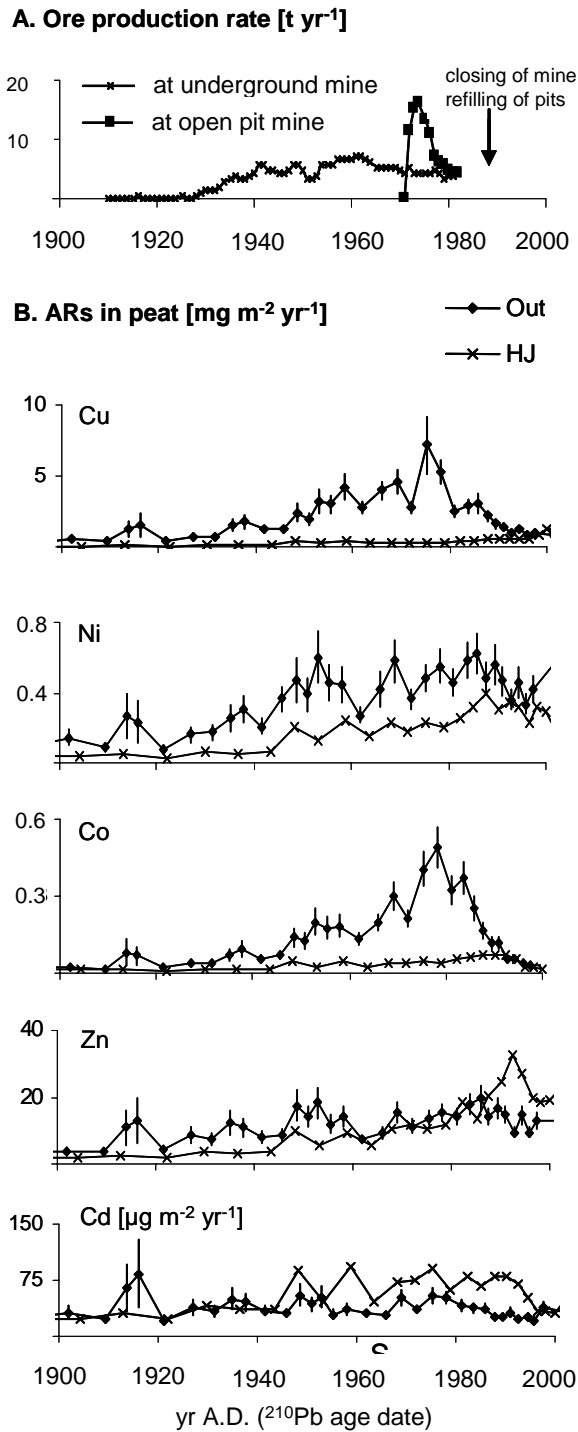 A. Ore production rate [t yr⁻¹]
20
at underground mine
closing of mine
refilling of pits
at open pit mine
10
1900 1920 1940 1960 1980 2000
B. ARs in peat [mg m⁻² yr⁻¹]
Out
HJ
10
Cu
5
0.8
Ni
0.4
0.6
Co
0.3
40
Zn
20
Cd [µg m⁻² yr⁻¹]
150
75
1900 1920 1940 1960 1980 2000
yr A.D. (²¹⁰Pb age date)